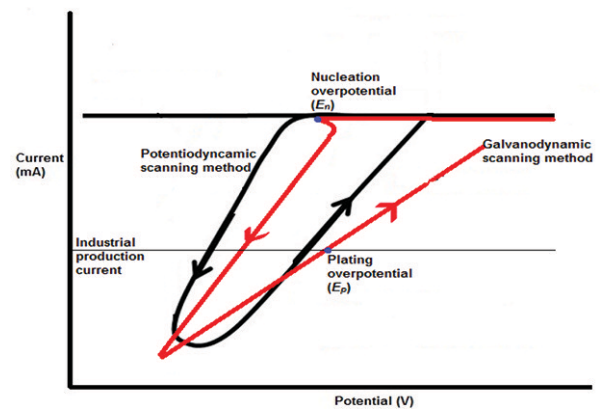 Nucleation
overpotential
(En)
Galvanodynamic
scanning method
Potentiodyncamic
scanning method
Current
(mA)
Industrial
production
current
Plating
overpotential
(Ep)
Potential (V)